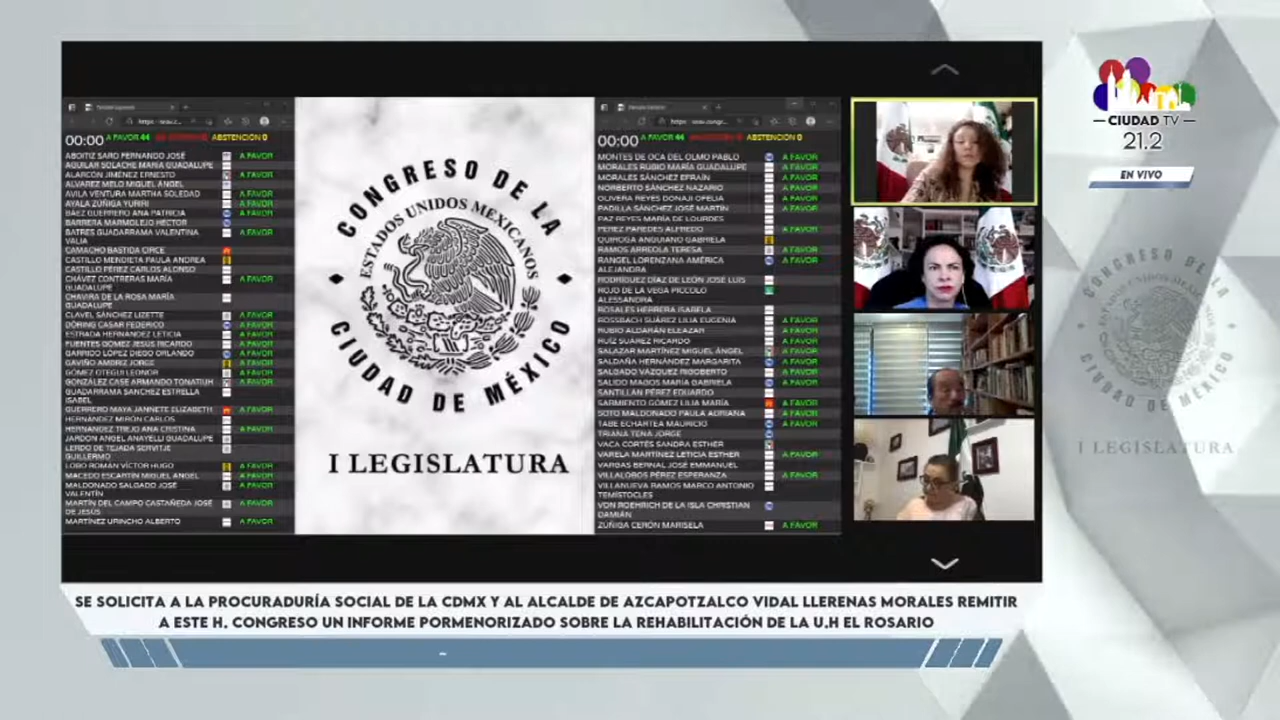 00:00 A FAVOR 44 ABSTENCIÓN 0
ABOITIZ SARO FERNANDO JOSÉ A FAVOR
AGUILAR SOLACHE MARÍA GUADALUPE
ALARCÓN JIMÉNEZ ERNESTO A FAVOR
ÁLVAREZ MELO MIGUEL ÁNGEL
ÁVILA VENTURA MARTHA SOLEDAD A FAVOR
AYALA ZÚÑIGA YURIRI A FAVOR
BÁEZ GUERRERO ANA PATRICIA A FAVOR
BARRERA MARMOLEJO HÉCTOR
BATRES GUADARRAMA VALENTINA A FAVOR
VALIA
CAMACHO BASTIDA CIRCE
CASTILLO MENDIETA PAULA ANDREA
CASTILLO PÉREZ CARLOS ALONSO
CHÁVEZ CONTRERAS MARÍA A FAVOR
GUADALUPE
CHAVIRA DE LA ROSA MARÍA
GUADALUPE
CLAVEL SÁNCHEZ LIZETTE A FAVOR
DÖRING CASAR FEDERICO A FAVOR
ESTRADA HERNÁNDEZ LETICIA A FAVOR
FUENTES GÓMEZ JESÚS RICARDO A FAVOR
GARRIDO LÓPEZ DIEGO ORLANDO A FAVOR
GAVIÑO AMBRIZ JORGE A FAVOR
GÓMEZ OTEGUI LEONOR A FAVOR
GONZÁLEZ CASE ARMANDO TONATIUH A FAVOR
GUADARRAMA SÁNCHEZ ESTRELLA
ISABEL
GUERRERO MAYA JANNETE ELIZABETH A FAVOR
HERNÁNDEZ MIRÓN CARLOS
HERNÁNDEZ TREJO ANA CRISTINA A FAVOR
JARDÓN ÁNGEL ANAYELLI GUADALUPE
LERDO DE TEJADA SERVITJE
GUILLERMO
LOBO ROMÁN VÍCTOR HUGO A FAVOR
MACEDO ESCARTÍN MIGUEL ÁNGEL A FAVOR
MALDONADO SALGADO JOSÉ A FAVOR
VALENTÍN
MARTÍN DEL CAMPO CASTAÑEDA JOSÉ A FAVOR
DE JESÚS
MARTÍNEZ URINCHO ALBERTO A FAVOR
CONGRESO DE LA
ESTADOS UNIDOS MEXICANOS
CIUDAD DE MÉXICO
I LEGISLATURA
00:00 A FAVOR 44 ABSTENCIÓN 0
MONTES DE OCA DEL OLMO PABLO A FAVOR
MORALES RUBIO MARÍA GUADALUPE A FAVOR
MORALES SÁNCHEZ EFRAÍN A FAVOR
NORBERTO SÁNCHEZ NAZARIO A FAVOR
OLIVERA REYES DONAJI OFELIA A FAVOR
PADILLA SÁNCHEZ JOSÉ MARTÍN A FAVOR
PAZ REYES MARÍA DE LOURDES
PÉREZ PAREDES ALFREDO A FAVOR
QUIROGA ANGUIANO GABRIELA
RAMOS ARREOLA TERESA A FAVOR
RANGEL LORENZANA AMÉRICA A FAVOR
ALEJANDRA
RODRÍGUEZ DÍAZ DE LEÓN JOSÉ LUIS
ROJO DE LA VEGA PICCOLO
ALESSANDRA
ROSALES HERRERA ISABELA
ROSSBACH SUÁREZ LILIA EUGENIA A FAVOR
RUBIO ALDARÁN ELEAZAR A FAVOR
RUÍZ SUÁREZ RICARDO A FAVOR
SALAZAR MARTÍNEZ MIGUEL ÁNGEL A FAVOR
SALDAÑA HERNÁNDEZ MARGARITA A FAVOR
SALGADO VÁZQUEZ RIGOBERTO A FAVOR
SALIDO MAGOS MARÍA GABRIELA A FAVOR
SANTILLÁN PÉREZ EDUARDO
SARMIENTO GÓMEZ LILIA MARÍA A FAVOR
SOTO MALDONADO PAULA ADRIANA A FAVOR
TABE ECHARTEA MAURICIO A FAVOR
TRIANA TENA JORGE
VACA CORTÉS SANDRA ESTHER
VARELA MARTÍNEZ LETICIA ESTHER A FAVOR
VARGAS BERNAL JOSÉ EMMANUEL
VILLALOBOS PÉREZ ESPERANZA A FAVOR
VILLANUEVA RAMOS MARCO ANTONIO
TEMÍSTOCLES
VON ROEHRICH DE LA ISLA CHRISTIAN
DAMIÁN
ZÚÑIGA CERÓN MARISELA A FAVOR
CIUDAD TV
21.2
EN VIVO
CONGRESO DE LA
ESTADOS UNIDOS MEXICANOS
CIUDAD DE MÉXICO
I LEGISLATURA
SE SOLICITA A LA PROCURADURÍA SOCIAL DE LA CDMX Y AL ALCALDE DE AZCAPOTZALCO VIDAL LLERENAS MORALES REMITIR
A ESTE H. CONGRESO UN INFORME PORMENORIZADO SOBRE LA REHABILITACIÓN DE LA U.H EL ROSARIO